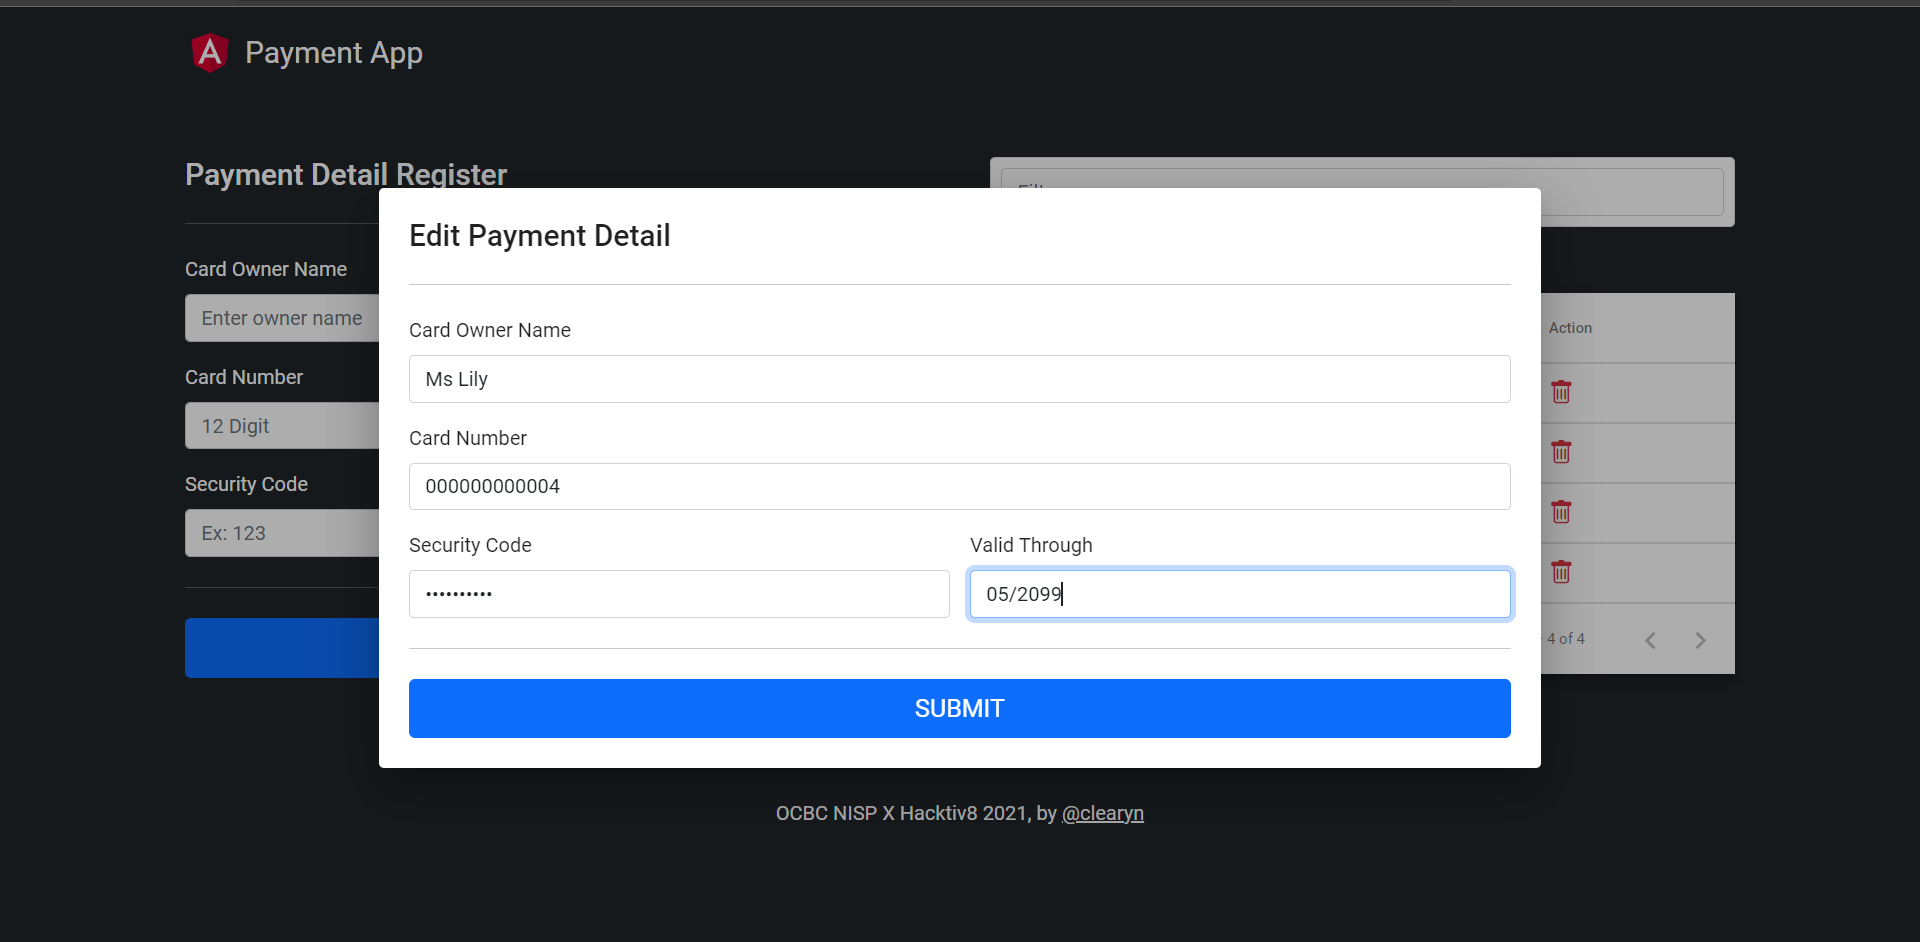 Payment App
Payment Detail Register
Edit Payment Detail
Card Owner Name
Enter owner name
Card Number
12 Digit
Security Code
Ex: 123
Card Owner Name
Ms Lily
Card Number
000000000004
Security Code
••••••••••
Valid Through
05/2099
SUBMIT
Action
4 of 4
OCBC NISP X Hacktiv8 2021, by @clearyn